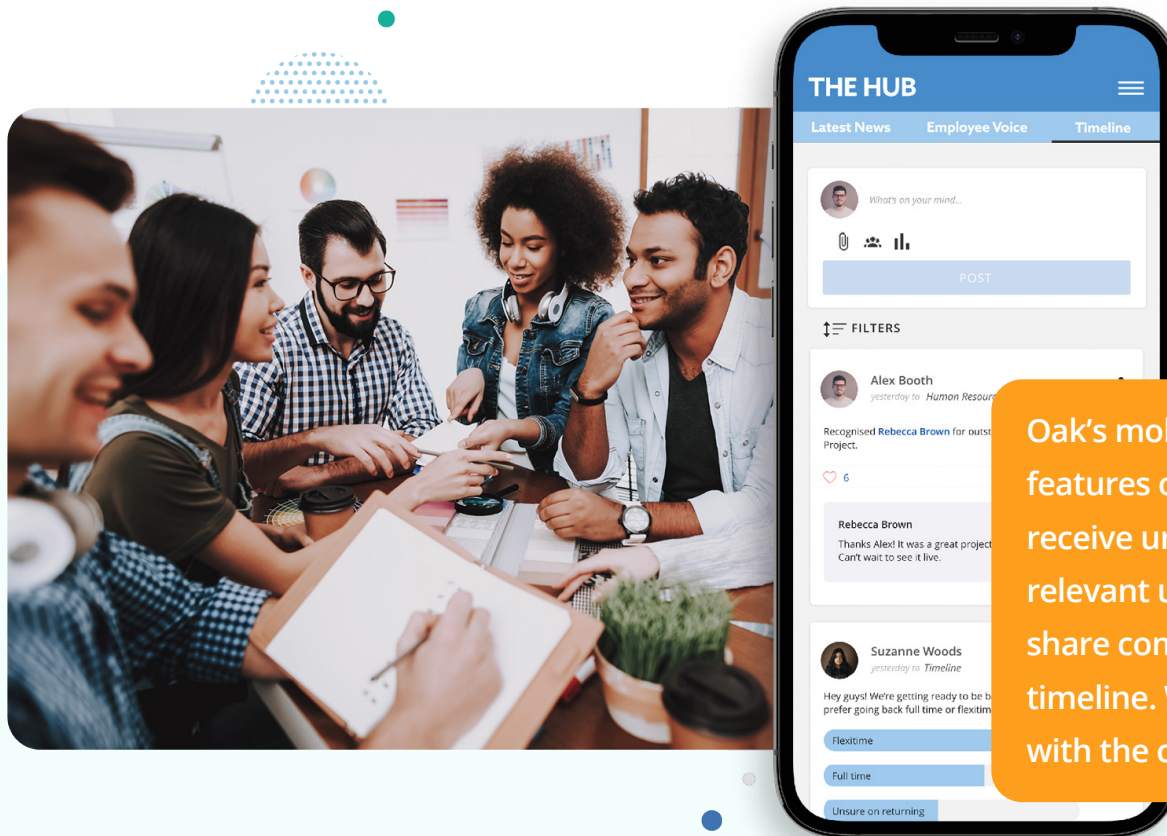 THE HUB
Latest News Employee Voice Timeline
What's on your mind...
POST
FILTERS
Alex Booth
yesterday to Human
Recognised Rebecca Brown for
Project.
6
Rebecca Brown
Thanks Alex! It was a great project
Can't wait to see it live.
Suzanne Woods
yesterday to Timeline
Hey guys! We're getting ready to be
prefer going back full time or
Flexitime
Full time
Unsure on returning
Oak's
features
receive
relevant
share
timeline.
with the